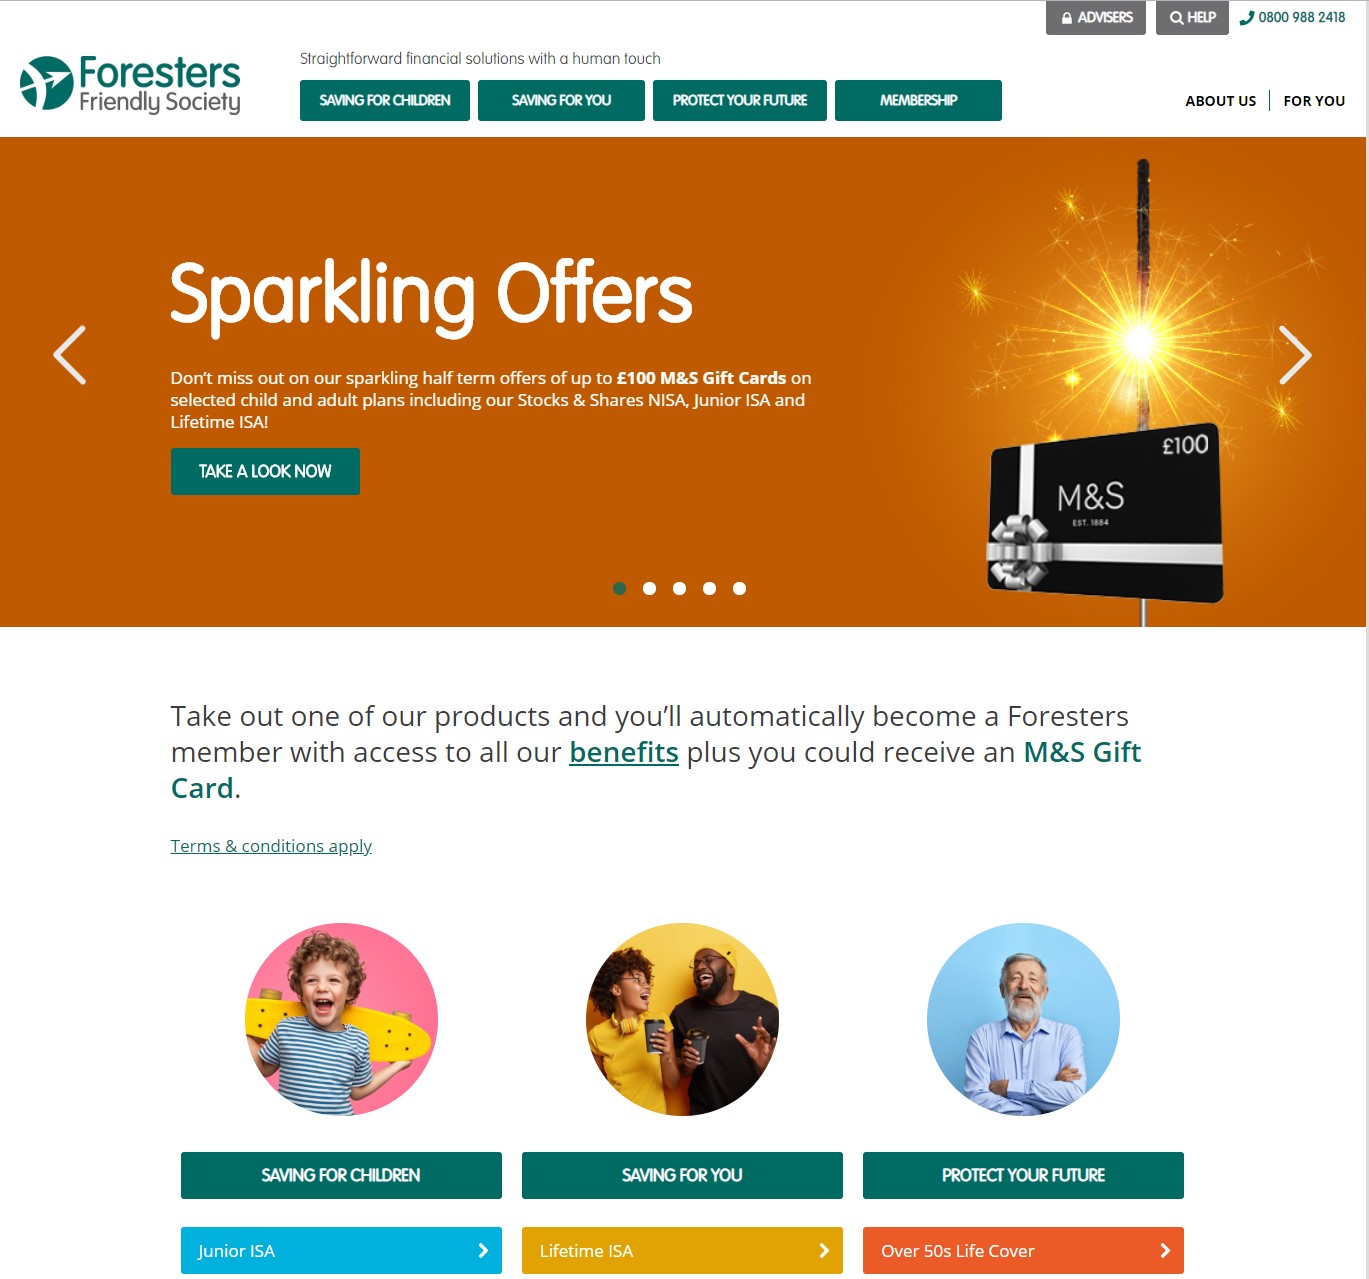 ADVISERS
HELP
0800 988 2418
Foresters
Friendly Society
Straightforward financial solutions with a human touch
SAVING FOR CHILDREN
SAVING FOR YOU
PROTECT YOUR FUTURE
MEMBERSHIP
ABOUT US
FOR YOU
Sparkling Offers
Don't miss out on our sparkling half term offers of up to £100 M&S Gift Cards on
selected child and adult plans including our Stocks & Shares NISA, Junior ISA and
Lifetime ISA!
TAKE A LOOK NOW
£100
M&S
EST. 1884
Take out one of our products and you'll automatically become a Foresters
member with access to all our benefits plus you could receive an M&S Gift
Card.
Terms & conditions apply
SAVING FOR CHILDREN
SAVING FOR YOU
PROTECT YOUR FUTURE
Junior ISA
Lifetime ISA
Over 50s Life Cover